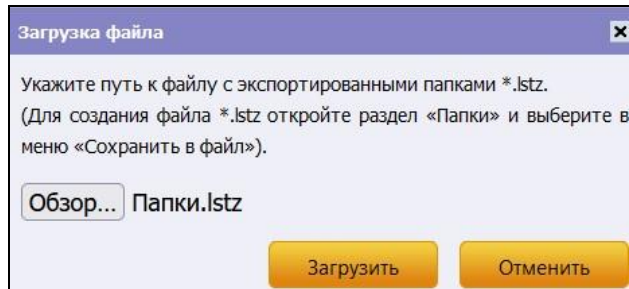 Загрузка файла
Укажите путь к файлу с экспортированными папками *.lstz.
(Для создания файла *.lstz откройте раздел «Папки» и выберите в
меню «Сохранить в файл»).
Обзор... Папки.lstz
Загрузить Отменить